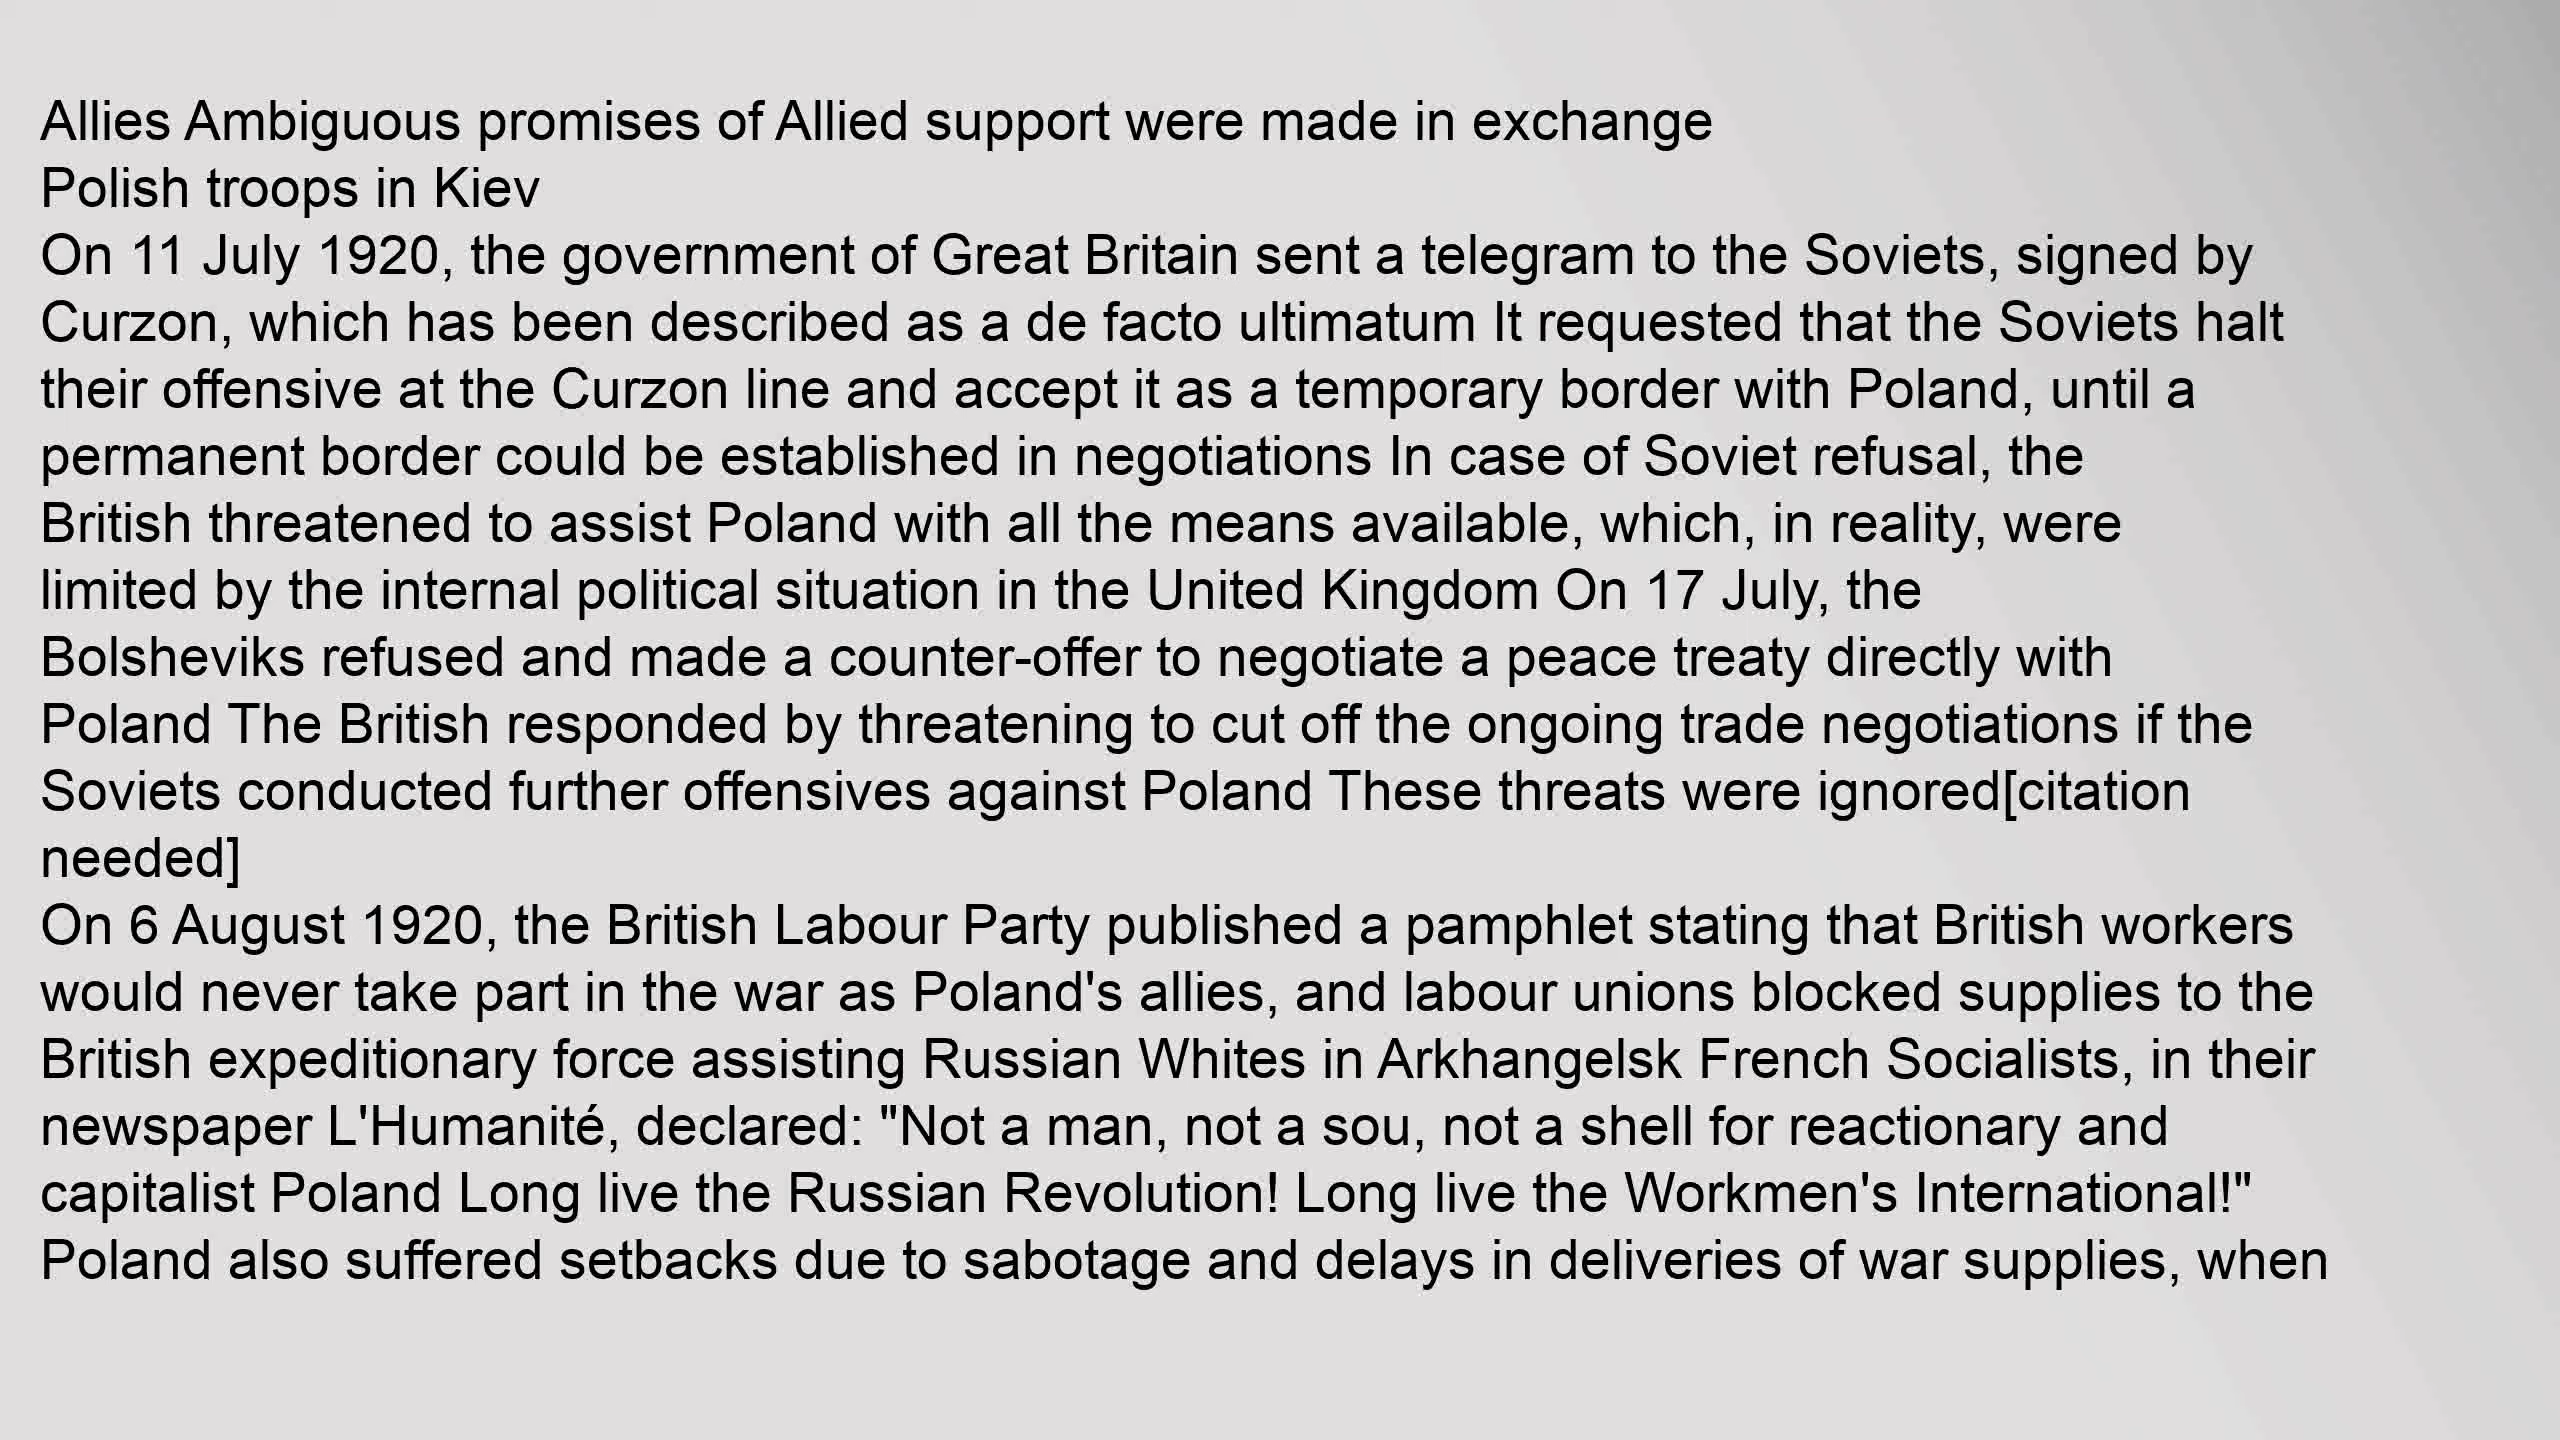 Allies Ambiguous promises of Allied support were made in exchange
Polish troops in Kiev
On 11 July 1920, the government of Great Britain sent a telegram to the Soviets, signed by
Curzon, which has been described as a de facto ultimatum It requested that the Soviets halt
their offensive at the Curzon line and accept it as a temporary border with Poland, until a
permanent border could be established in negotiations In case of Soviet refusal, the
British threatened to assist Poland with all the means available, which, in reality, were
limited by the internal political situation in the United Kingdom On 17 July, the
Bolsheviks refused and made a counter-offer to negotiate a peace treaty directly with
Poland The British responded by threatening to cut off the ongoing trade negotiations if the
Soviets conducted further offensives against Poland These threats were ignored[citation
needed]
On 6 August 1920, the British Labour Party published a pamphlet stating that British workers
would never take part in the war as Poland's allies, and labour unions blocked supplies to the
British expeditionary force assisting Russian Whites in Arkhangelsk French Socialists, in their
newspaper L'Humanité, declared: "Not a man, not a sou, not a shell for reactionary and
capitalist Poland Long live the Russian Revolution! Long live the Workmen's International!"
Poland also suffered setbacks due to sabotage and delays in deliveries of war supplies, when